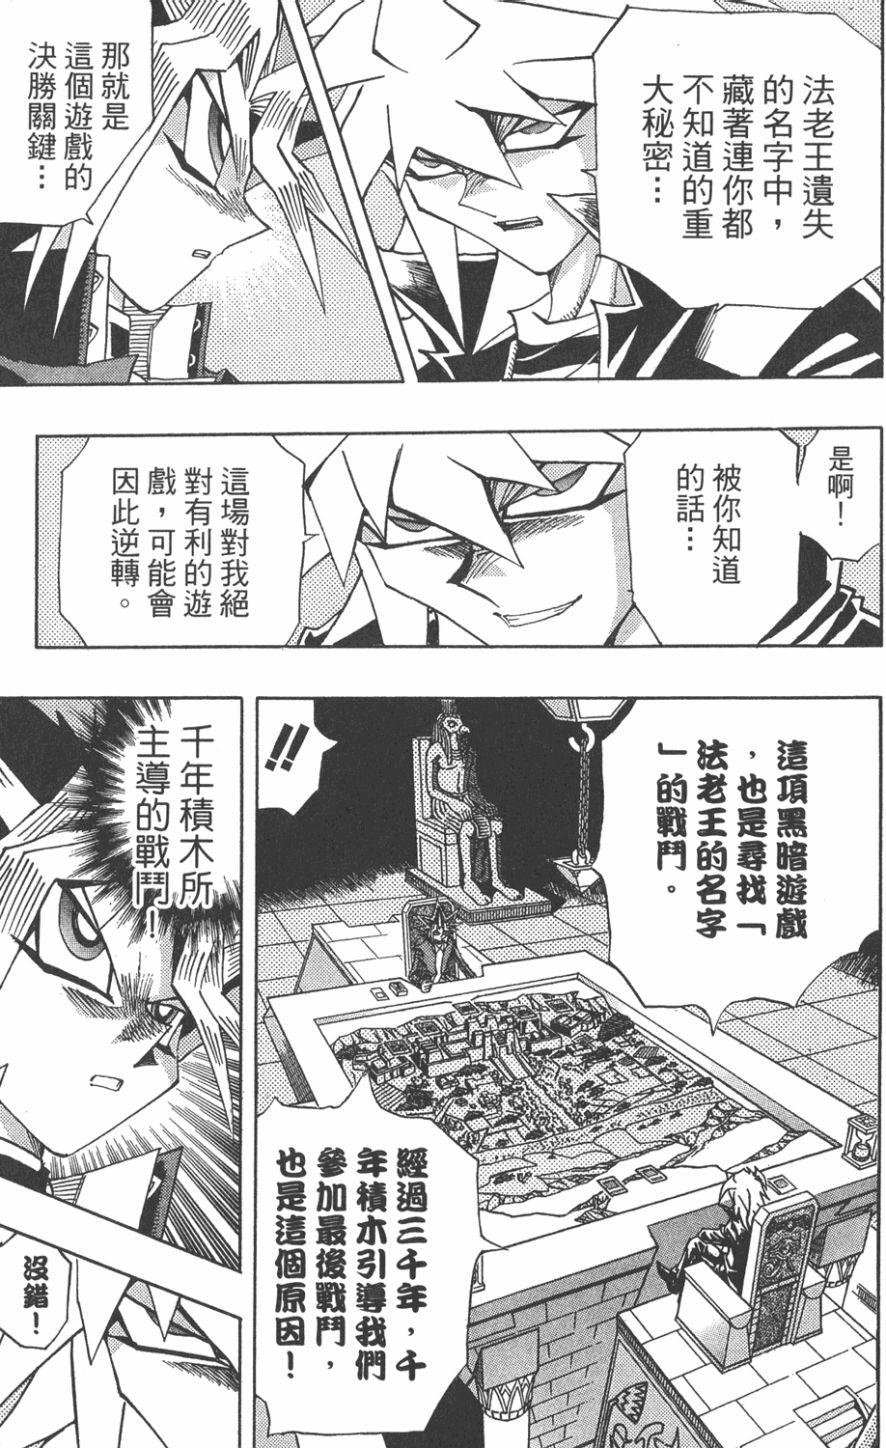 法老王遺失
的名字中，
藏著連你都
不知道的重
大秘密…
那就是
這個遊戲的
決勝關鍵…
是啊！
被你知道
的話…
這場對我絕
對有利的遊
戲，可能會
因此逆轉。
這項黑暗遊戲
，也是尋找「
法老王的名字
」的戰鬥。
!!
經過三千年，千
年積木引導我們
參加最後戰鬥，
也是這個原因！
千年積木所
主導的戰鬥！
沒錯！